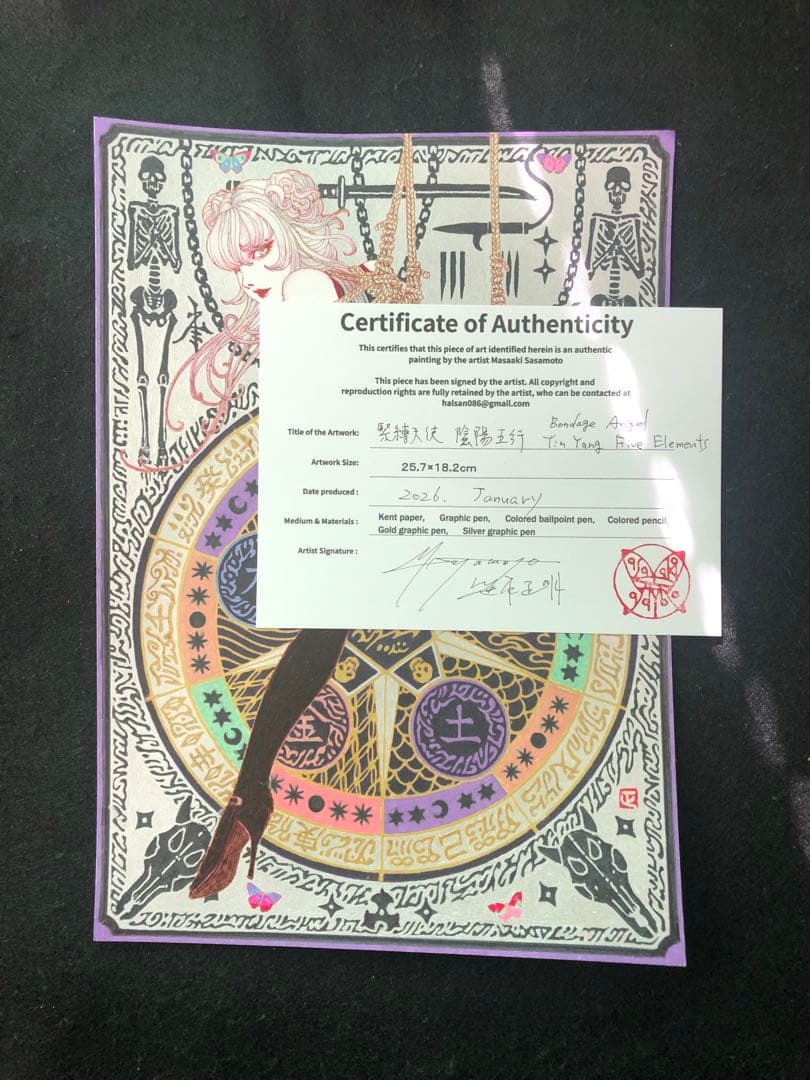 Certificate of Authenticity
This certifies that this piece of art identified herein is an authentic
painting by the artist Masaaki Sasamoto
This piece has been signed by the artist. All copyright and
reproduction rights are fully retained by the artist, who can be contacted at
halsan086@gmail.com
Title of the Artwork: 緊縛天使 陰陽五行 Bondage Angel
Yin Yang Five Elements
Artwork Size: 25.7×18.2cm
Date produced: 2026. January
Medium & Materials: Kent paper, Graphic pen, Colored ballpoint pen, Colored pencil,
Gold graphic pen, Silver graphic pen
Artist Signature:
金
土